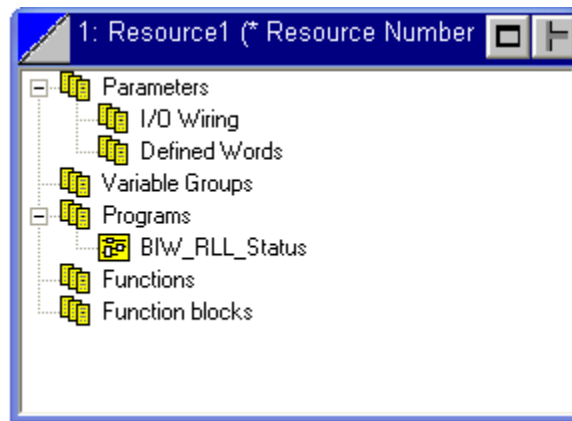 1: Resource1 (* Resource Number
Parameters
I/O Wiring
Defined Words
Variable Groups
Programs
BIW_RLL_Status
Functions
Function blocks